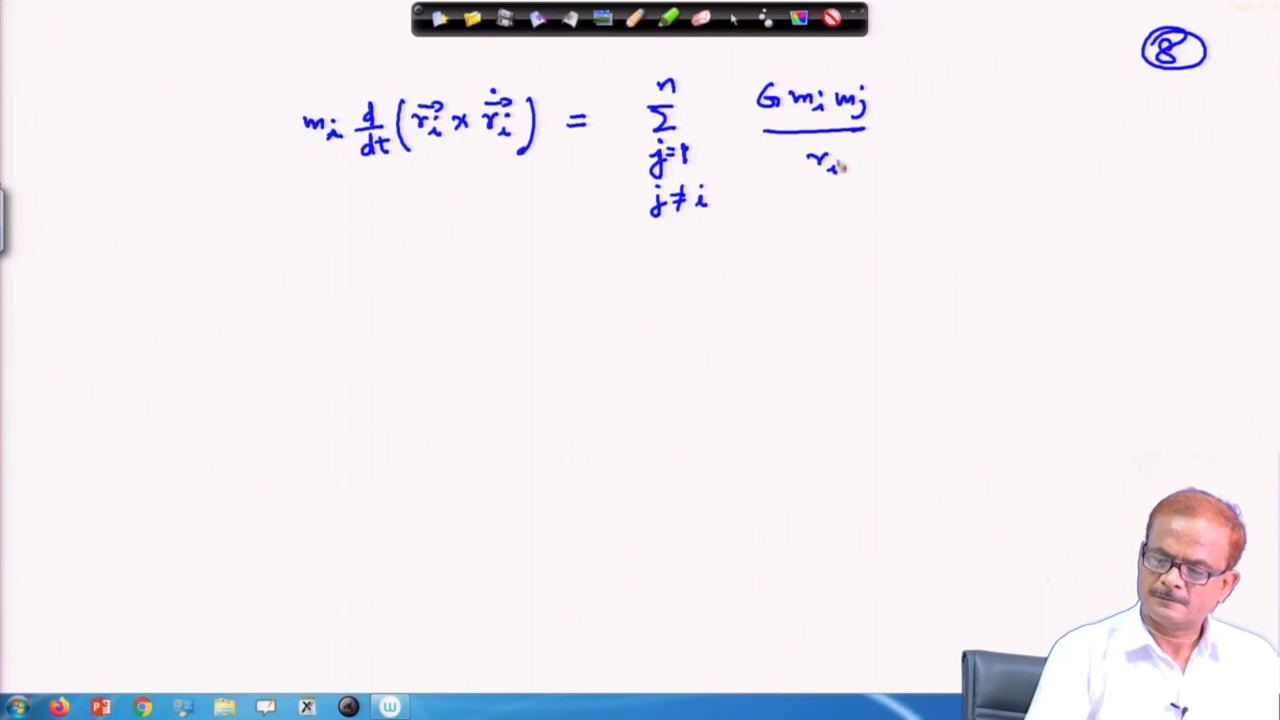 8
m_i d/dt (r⃗_i × ṙ⃗_i) = Σ_{j=1, j≠i}^{n} G m_i m_j / r_i